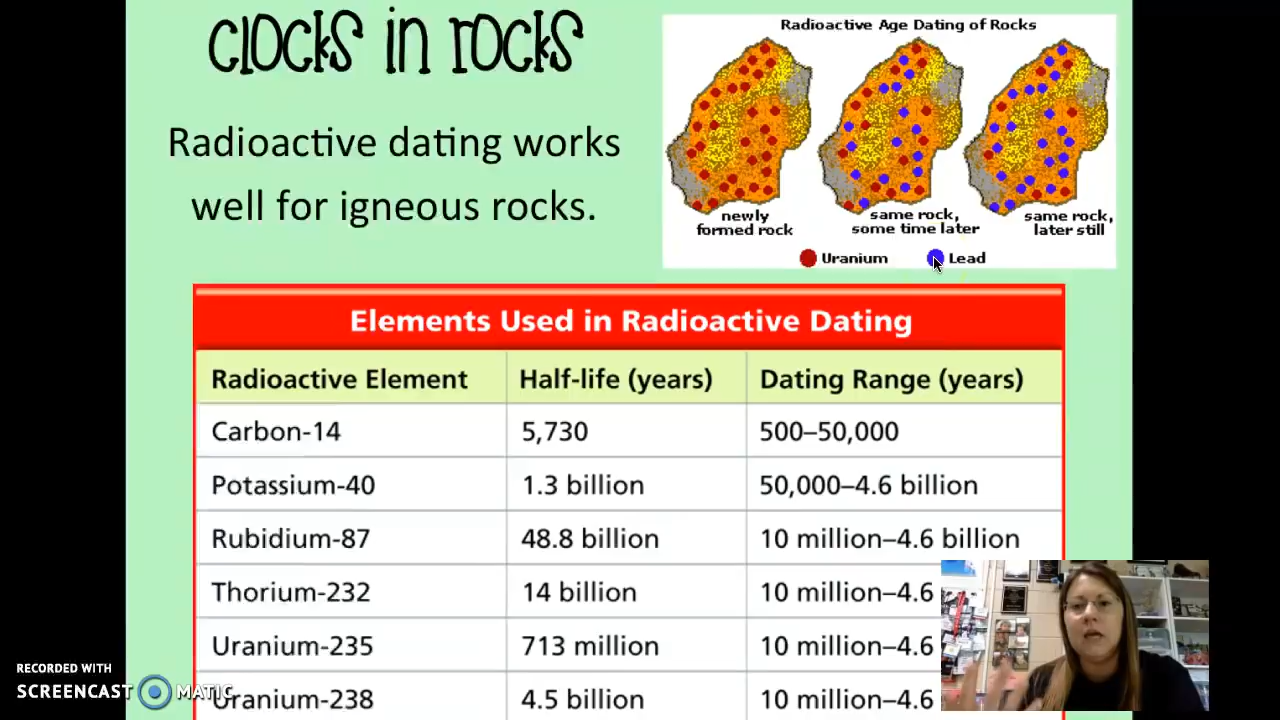 clocks in rocks
Radioactive dating works
well for igneous rocks.
Radioactive Age Dating of Rocks
newly
formed rock
same rock,
some time later
same rock,
later still
Uranium
Lead
Elements Used in Radioactive Dating
Radioactive Element Half-life (years) Dating Range (years)
Carbon-14 5,730 500–50,000
Potassium-40 1.3 billion 50,000–4.6 billion
Rubidium-87 48.8 billion 10 million–4.6 billion
Thorium-232 14 billion 10 million–4.6
Uranium-235 713 million 10 million–4.6
Uranium-238 4.5 billion 10 million–4.6
RECORDED WITH
SCREENCAST MATIC